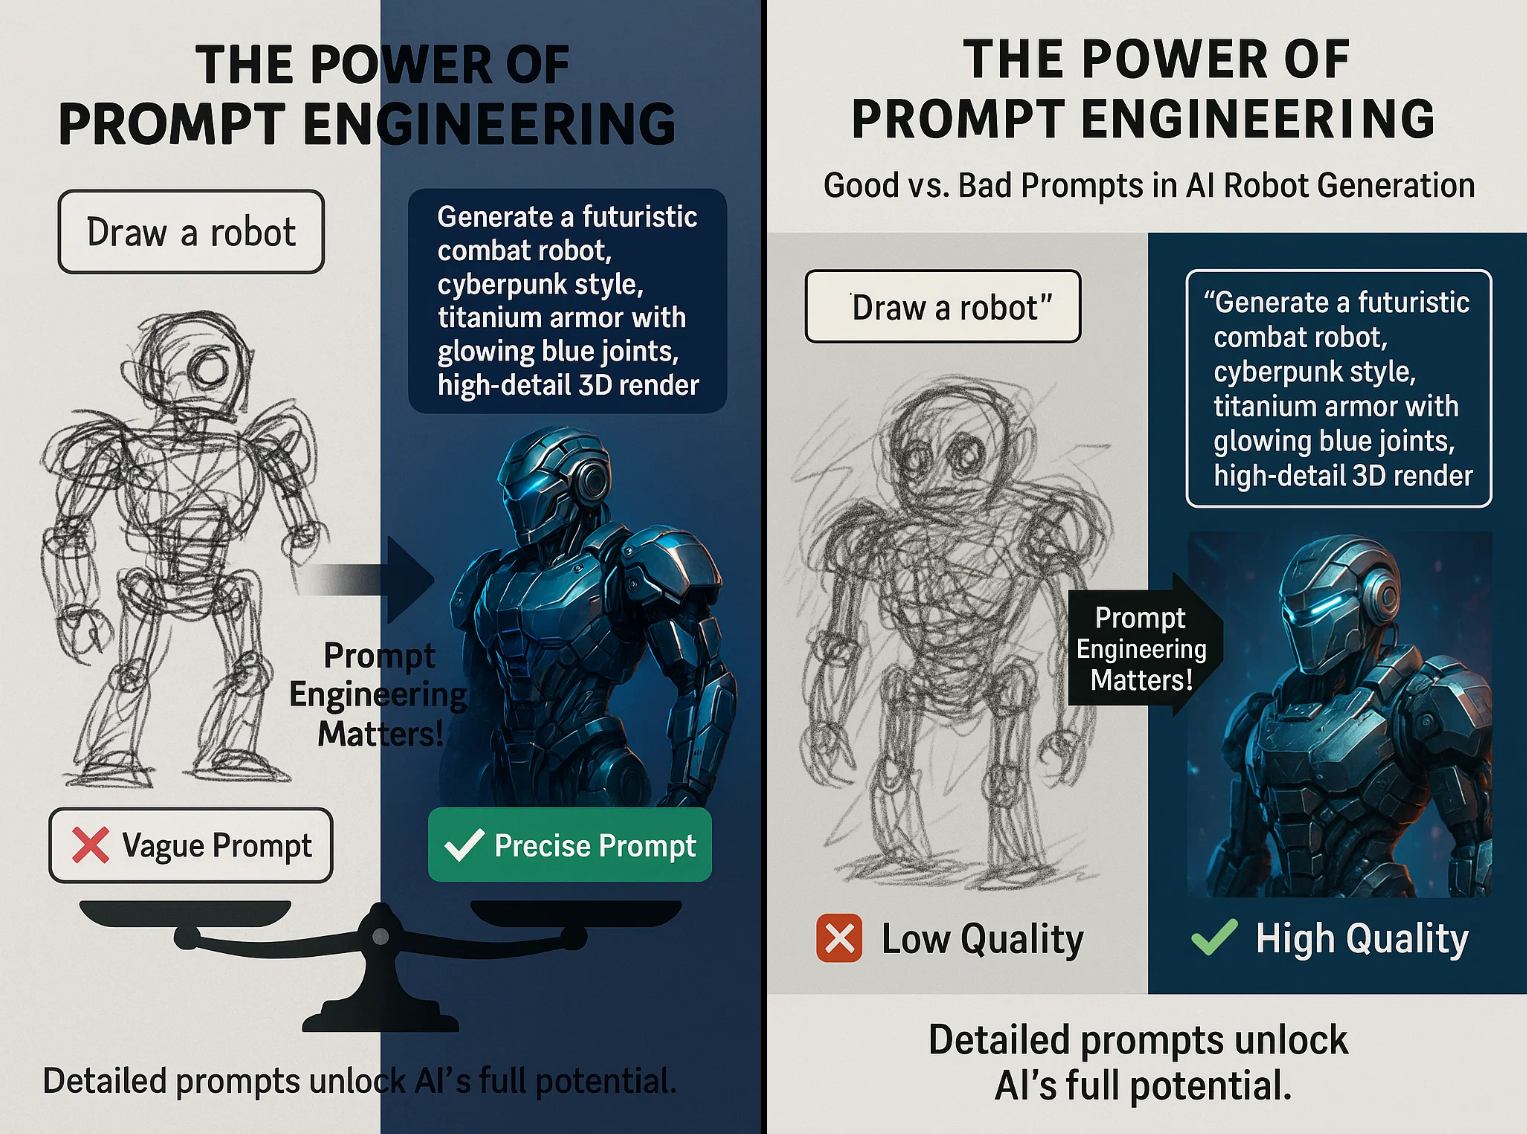 THE POWER OF
PROMPT ENGINEERING
Draw a robot
Generate a futuristic
combat robot,
cyberpunk style,
titanium armor with
glowing blue joints,
high-detail 3D render
Prompt
Engineering
Matters!
Vague Prompt
Precise Prompt
Detailed prompts unlock AI's full potential.
THE POWER OF
PROMPT ENGINEERING
Good vs. Bad Prompts in AI Robot Generation
'Draw a robot”
“Generate a futuristic
combat robot,
cyberpunk style,
titanium armor with
glowing blue joints,
high-detail 3D render
Prompt
Engineering
Matters!
Low Quality
High Quality
Detailed prompts unlock
AI's full potential.